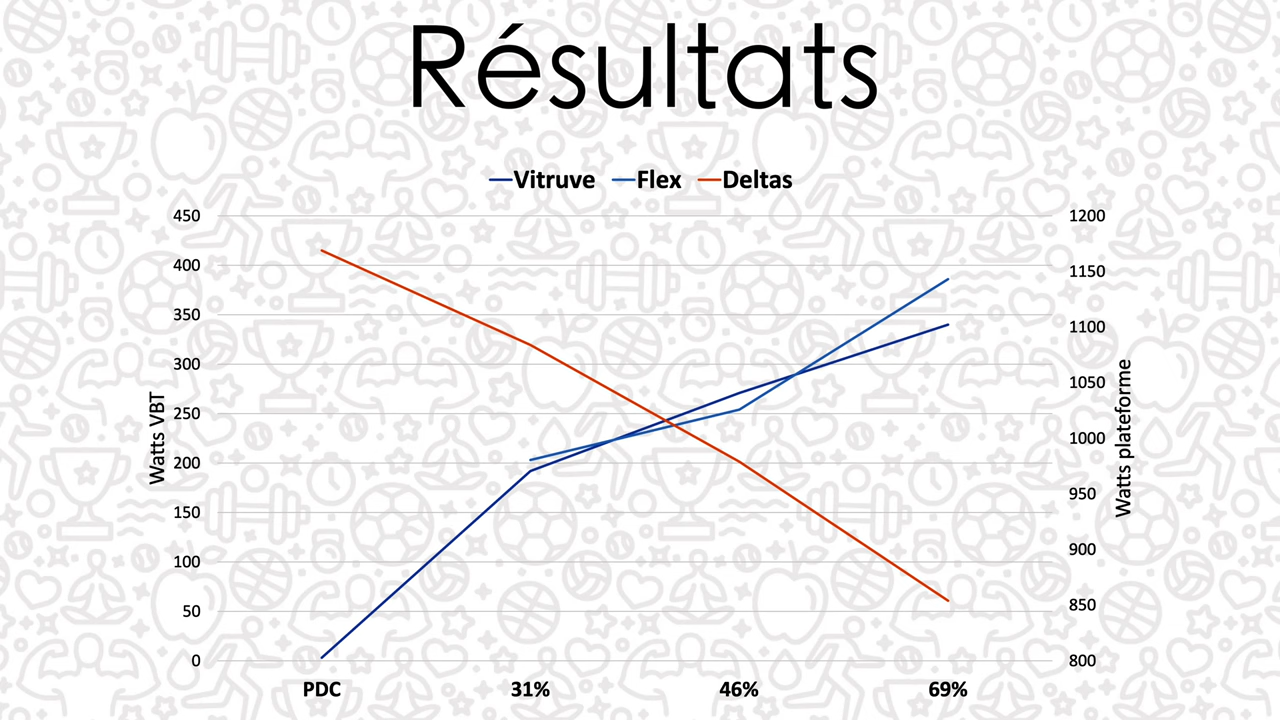 Résultats
Vitruve Flex Deltas
450 1200
400 1150
350 1100
300 1050
250 1000
200 950
150 900
100 850
50 800
0
Watts VBT
Watts plateforme
PDC 31% 46% 69%